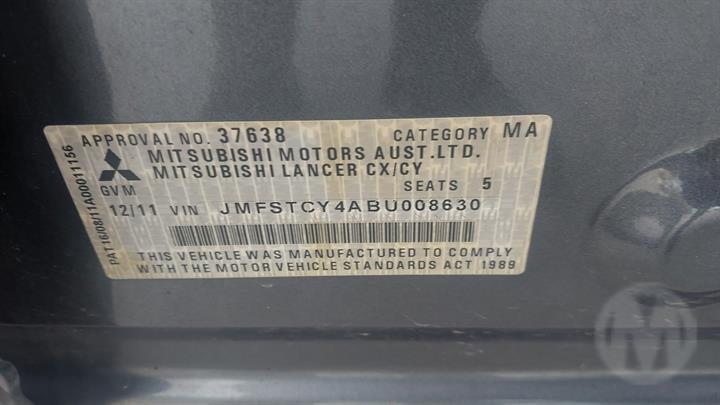 APPROVAL NO. 37638 CATEGORY MA
MITSUBISHI MOTORS AUST.LTD.
MITSUBISHI LANCER CX/CY
GVM SEATS 5
12/11 VIN JMFSTCY4ABU008630
THIS VEHICLE WAS MANUFACTURED TO COMPLY
WITH THE MOTOR VEHICLE STANDARDS ACT 1989
PAT16/08/11A00011156
M